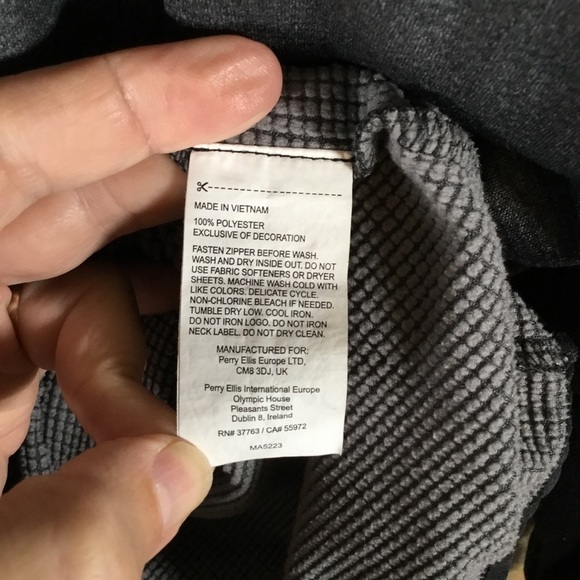 MADE IN VIETNAM
100% POLYESTER
EXCLUSIVE OF DECORATION
FASTEN ZIPPER BEFORE WASH.
WASH AND DRY INSIDE OUT. DO NOT
USE FABRIC SOFTENERS OR DRYER
SHEETS. MACHINE WASH COLD WITH
LIKE COLORS. DELICATE CYCLE.
NON-CHLORINE BLEACH IF NEEDED.
TUMBLE DRY LOW. COOL IRON.
DO NOT IRON LOGO. DO NOT IRON
NECK LABEL. DO NOT DRY CLEAN.
MANUFACTURED FOR:
Perry Ellis Europe LTD,
CM8 3DJ, UK
Perry Ellis International Europe
Olympic House
Pleasants Street
Dublin 8, Ireland
RN# 37763 / CA# 55972
MA5223